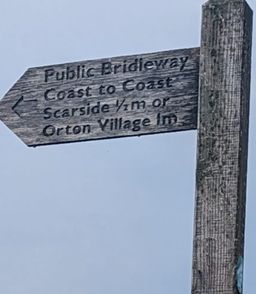 Public Bridleway
Coast to Coast
Scarside ½m or
Orton Village 1m